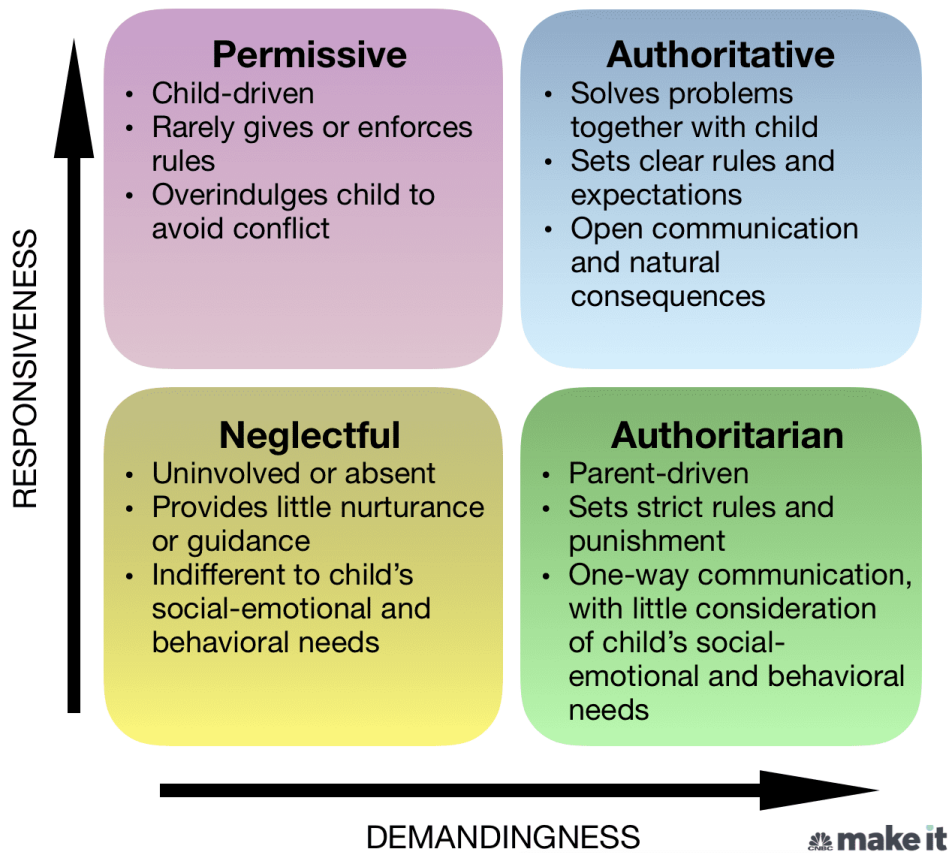 Permissive
• Child-driven
• Rarely gives or enforces
rules
• Overindulges child to
avoid conflict
Authoritative
• Solves problems
together with child
• Sets clear rules and
expectations
• Open communication
and natural
consequences
RESPONSIVENESS
Neglectful
• Uninvolved or absent
• Provides little nurturance
or guidance
• Indifferent to child’s
social-emotional and
behavioral needs
Authoritarian
• Parent-driven
• Sets strict rules and
punishment
• One-way communication,
with little consideration
of child’s social-
emotional and behavioral
needs
DEMANDINGNESS
CNBC make it